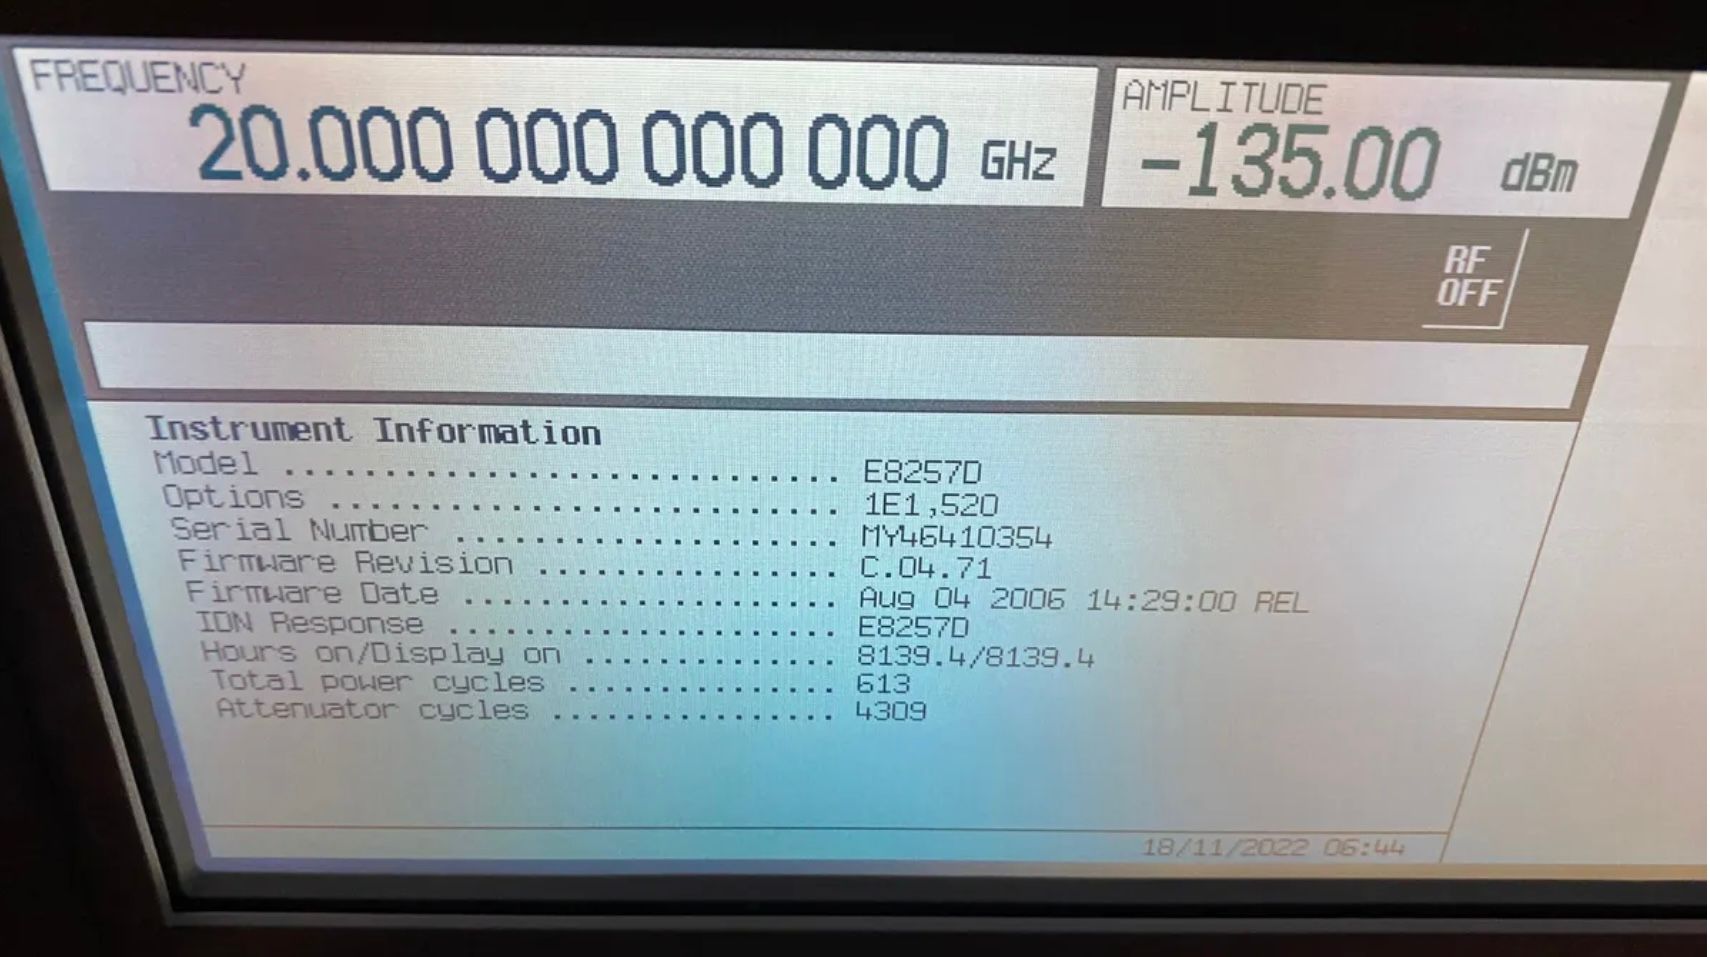 FREQUENCY
20.000 000 000 000 GHz
AMPLITUDE
-135.00 dBm
RF
OFF
Instrument Information
Model ............................ E8257D
Options .......................... 1E1,520
Serial Number .................... MY46410354
Firmware Revision ................ C.04.71
Firmware Date .................... Aug 04 2006 14:29:00 REL
IDN Response ..................... E8257D
Hours on/Display on .............. 8139.4/8139.4
Total power cycles ............... 613
Attenuator cycles ................ 4309
18/11/2022 06:44